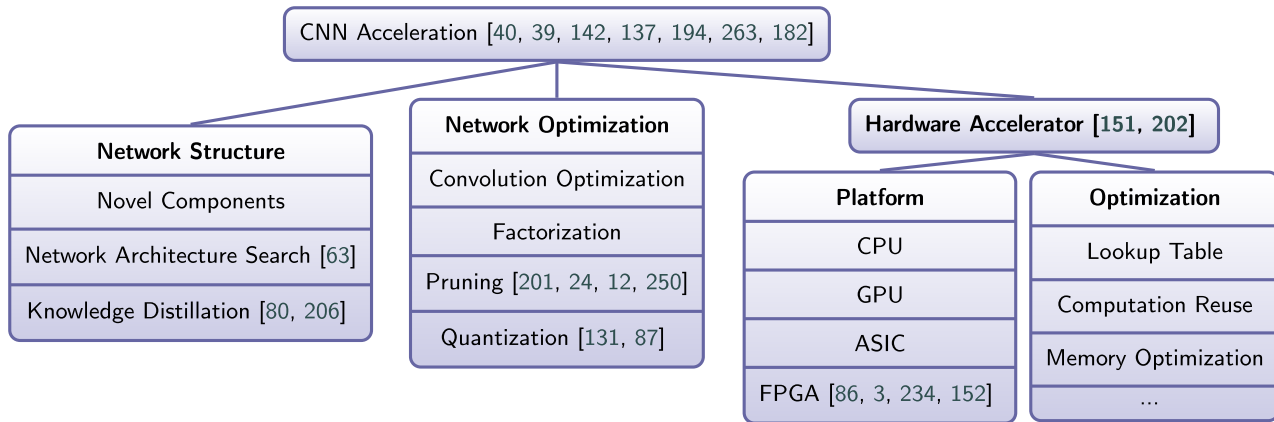 CNN Acceleration [40, 39, 142, 137, 194, 263, 182]
Network Structure
Novel Components
Network Architecture Search [63]
Knowledge Distillation [80, 206]
Network Optimization
Convolution Optimization
Factorization
Pruning [201, 24, 12, 250]
Quantization [131, 87]
Hardware Accelerator [151, 202]
Platform
CPU
GPU
ASIC
FPGA [86, 3, 234, 152]
Optimization
Lookup Table
Computation Reuse
Memory Optimization
...